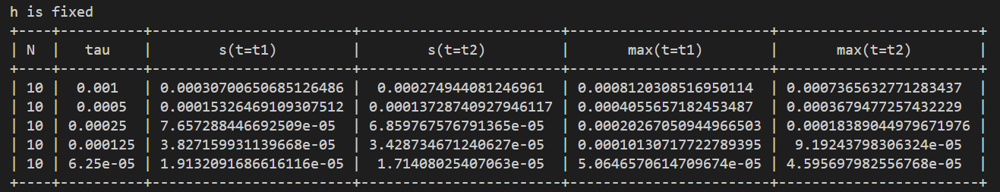 h is fixed
+----+----------+------------------------+------------------------+------------------------+------------------------+
| N  |   tau    |        s(t=t1)         |        s(t=t2)         |       max(t=t1)        |       max(t=t2)        |
+----+----------+------------------------+------------------------+------------------------+------------------------+
| 10 |  0.001   | 0.00030700650685126486 |  0.000274944081246961  | 0.0008120308516950114  | 0.0007365632771283437  |
| 10 |  0.0005  | 0.00015326469109307512 | 0.00013728740927946117 | 0.0004055657182453487  | 0.00036794772574322​29 |
| 10 | 0.00025  | 7.657288446692509e-05  | 6.859767576791365e-05  | 0.00020267050944966503 | 0.00018389044979671976 |
| 10 | 0.000125 | 3.827159931139668e-05  | 3.428734671240627e-05  | 0.00010130717722789395 |  9.19243798306324e-05  |
| 10 | 6.25e-05 | 1.9132091686616116e-05 |  1.71408025407063e-05  | 5.0646570614709674e-05 | 4.595697982556768e-05  |
+----+----------+------------------------+------------------------+------------------------+------------------------+